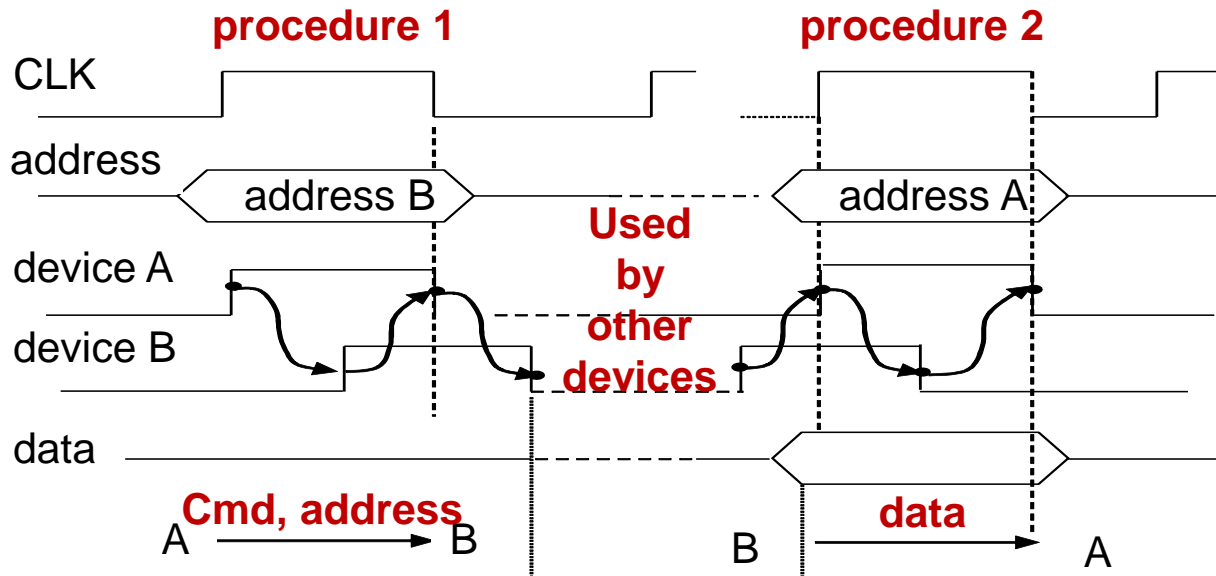 procedure 1
procedure 2
CLK
address
address B
address A
Used
by
other
devices
device A
device B
data
Cmd, address
A
B
data
B
A